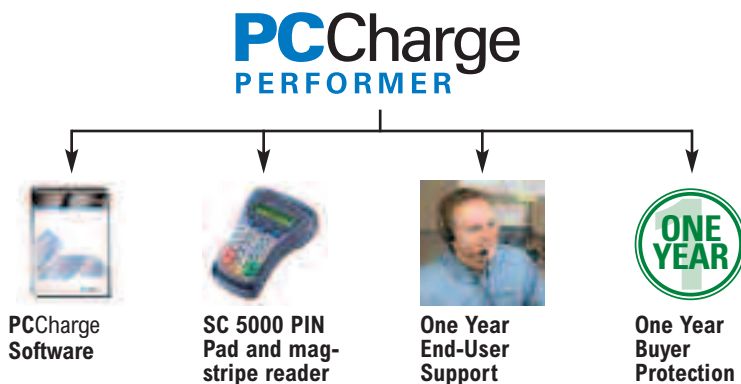 PCCharge
PERFORMER
PCCharge
Software
SC 5000 PIN
Pad and mag-
stripe reader
One Year
End-User
Support
1
ONE
YEAR
One Year
Buyer
Protection